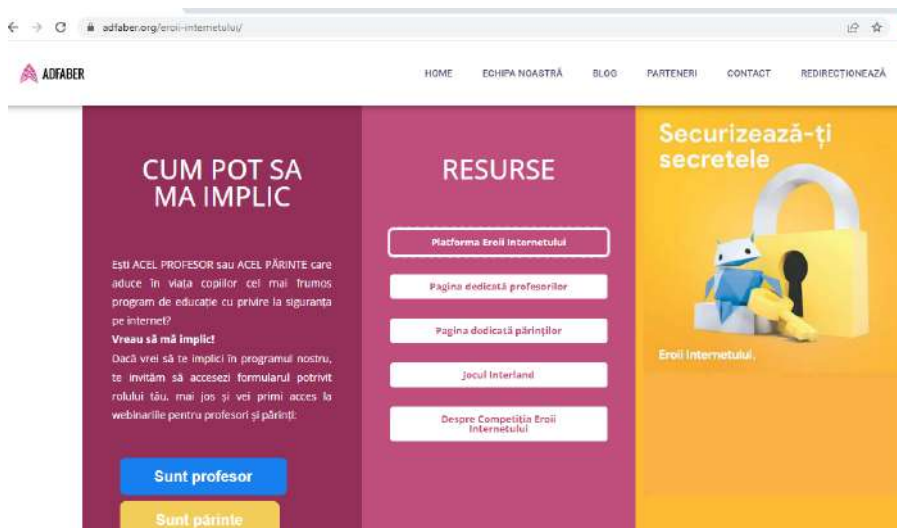 adfaber.org/eroii-internetului/
ADFABER
HOME ECHIPA NOASTRĂ BLOG PARTENERI CONTACT REDIRECȚIONEAZĂ
CUM POT SA
MA IMPLIC
Ești ACEL PROFESOR sau ACEL PĂRINTE care
aduce în viața copiilor cel mai frumos
program de educație cu privire la siguranța
pe internet?
Vreau să mă implic!
Dacă vrei să te implici în programul nostru,
te invităm să accesezi formularul potrivit
rolului tău, mai jos și vei primi acces la
webinariile pentru profesori și părinți:
Sunt profesor
Sunt părinte
RESURSE
Platforma Eroii Internetului
Pagina dedicată profesorilor
Pagina dedicată părinților
Jocul Interland
Despre Competiția Eroii
Internetului
Securizează-ți
secretele
Eroii Internetului.